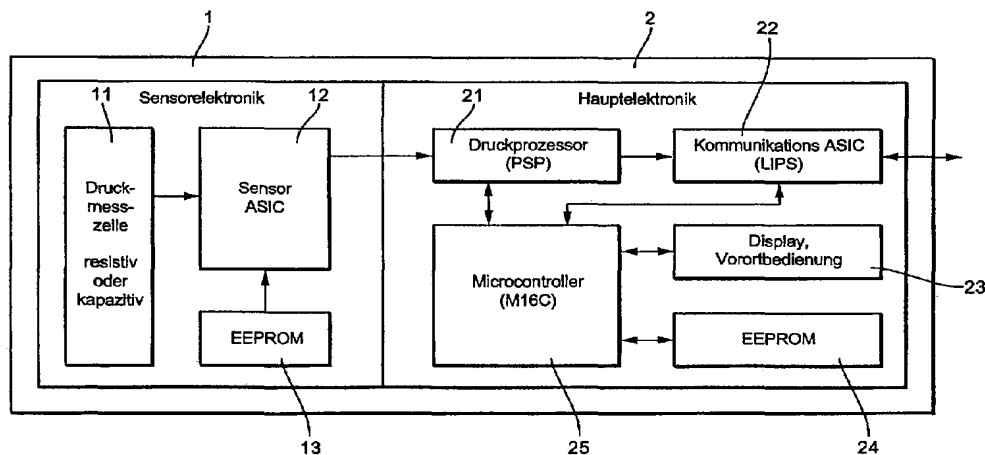 1
2
22
11
Sensorelektronik
12
21
Hauptelektronik
Druck-
mess-
zelle
resistiv
oder
kapazitiv
Sensor
ASIC
EEPROM
Druckprozessor
(PSP)
Kommunikations ASIC
(LIPS)
Microcontroller
(M16C)
Display,
Vorortbedienung
23
EEPROM
13
25
24